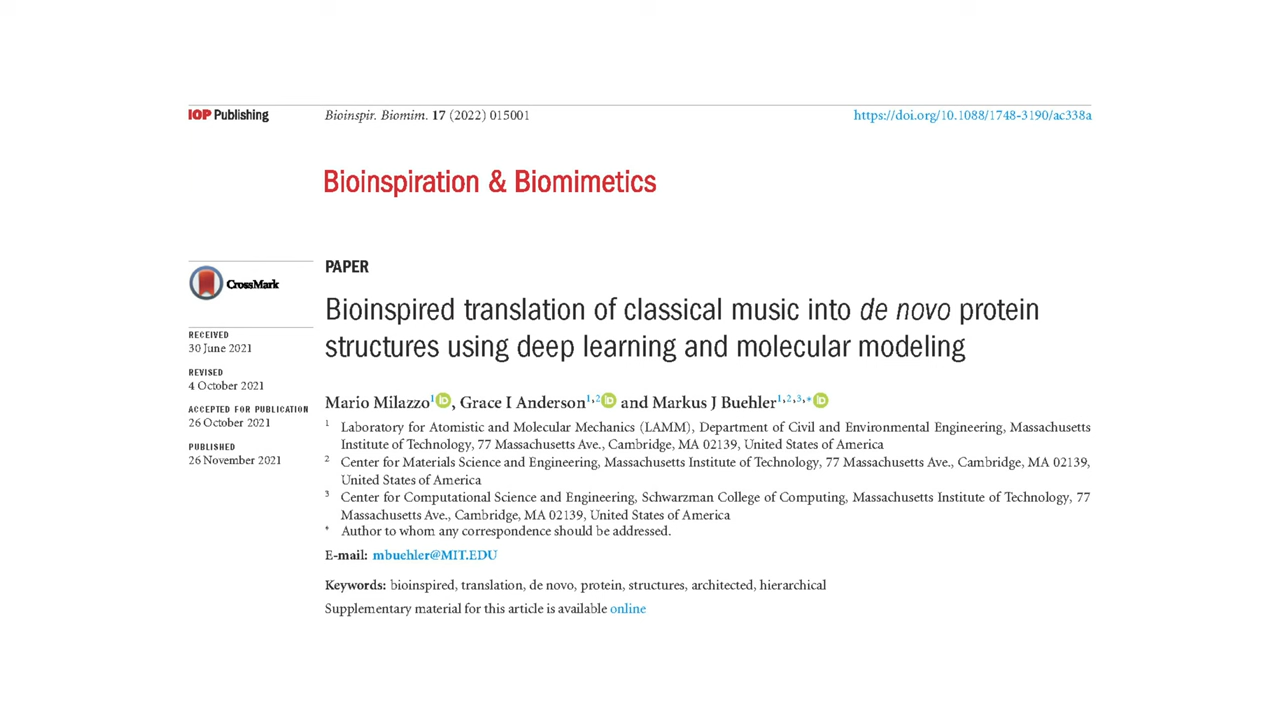 IOP Publishing
Bioinspir. Biomim. 17 (2022) 015001
https://doi.org/10.1088/1748-3190/ac338a
Bioinspiration & Biomimetics
CrossMark
RECEIVED
30 June 2021
REVISED
4 October 2021
ACCEPTED FOR PUBLICATION
26 October 2021
PUBLISHED
26 November 2021
PAPER
Bioinspired translation of classical music into de novo protein
structures using deep learning and molecular modeling
Mario Milazzo1 iD, Grace I Anderson1,2 iD and Markus J Buehler1,2,3,* iD
1 Laboratory for Atomistic and Molecular Mechanics (LAMM), Department of Civil and Environmental Engineering, Massachusetts
Institute of Technology, 77 Massachusetts Ave., Cambridge, MA 02139, United States of America
2 Center for Materials Science and Engineering, Massachusetts Institute of Technology, 77 Massachusetts Ave., Cambridge, MA 02139,
United States of America
3 Center for Computational Science and Engineering, Schwarzman College of Computing, Massachusetts Institute of Technology, 77
Massachusetts Ave., Cambridge, MA 02139, United States of America
* Author to whom any correspondence should be addressed.
E-mail: mbuehler@MIT.EDU
Keywords: bioinspired, translation, de novo, protein, structures, architected, hierarchical
Supplementary material for this article is available online